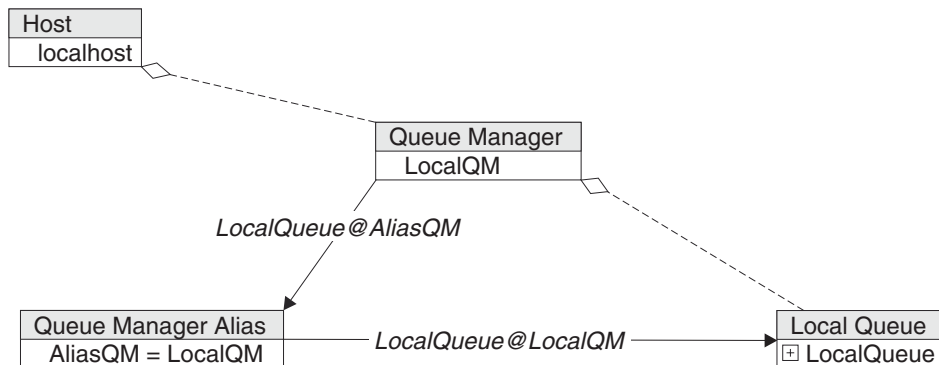 Host
localhost
Queue Manager
LocalQM
LocalQueue@AliasQM
Queue Manager Alias
AliasQM = LocalQM
LocalQueue@LocalQM
Local Queue
+ LocalQueue